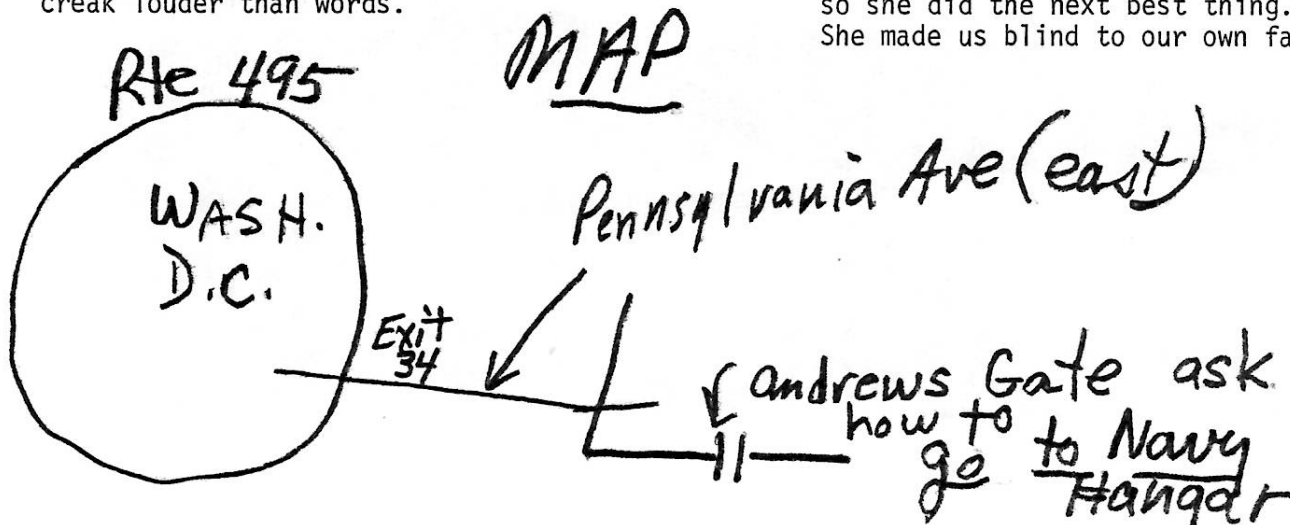 creak louder than words.
so she did the next best thing.
She made us blind to our own fa
MAP
Rte 495
WASH.
D.C.
Pennsylvania Ave (east)
Exit
34
andrews Gate ask
how to
go to Navy
Hangar